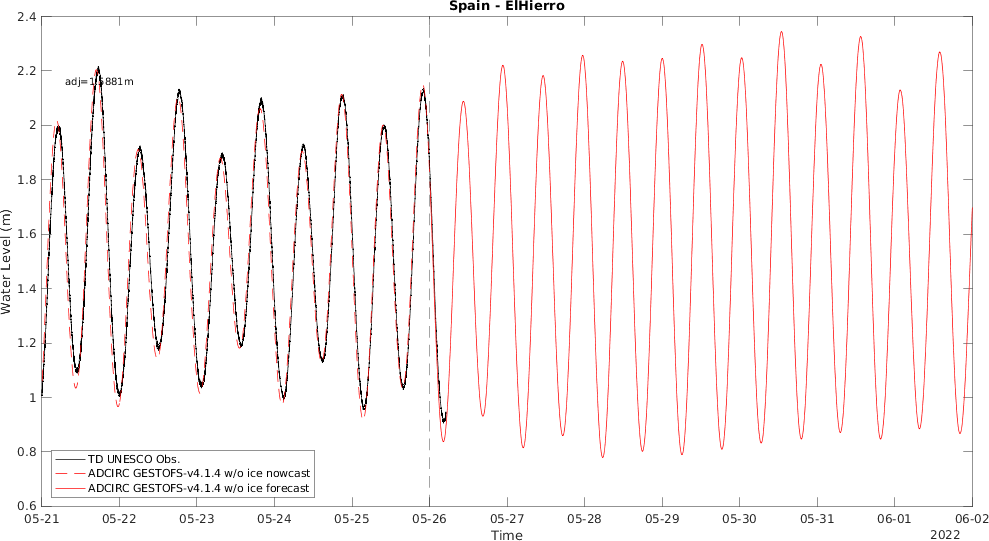 Spain - ElHierro
2.4
2.2
2
1.8
1.6
1.4
1.2
1
0.8
0.6
Water Level (m)
adj=1.5881m
TD UNESCO Obs.
ADCIRC GESTOFS-v4.1.4 w/o ice nowcast
ADCIRC GESTOFS-v4.1.4 w/o ice forecast
05-21 05-22 05-23 05-24 05-25 05-26 05-27 05-28 05-29 05-30 05-31 06-01 06-02
Time
2022